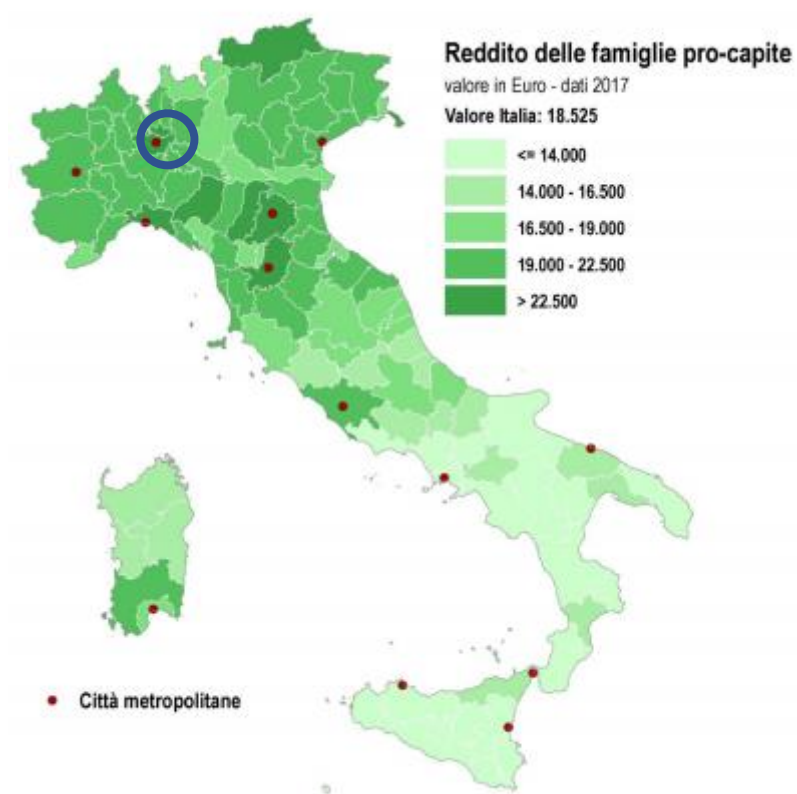 Reddito delle famiglie pro-capite
valore in Euro - dati 2017
Valore Italia: 18.525
<= 14.000
14.000 - 16.500
16.500 - 19.000
19.000 - 22.500
> 22.500
Città metropolitane